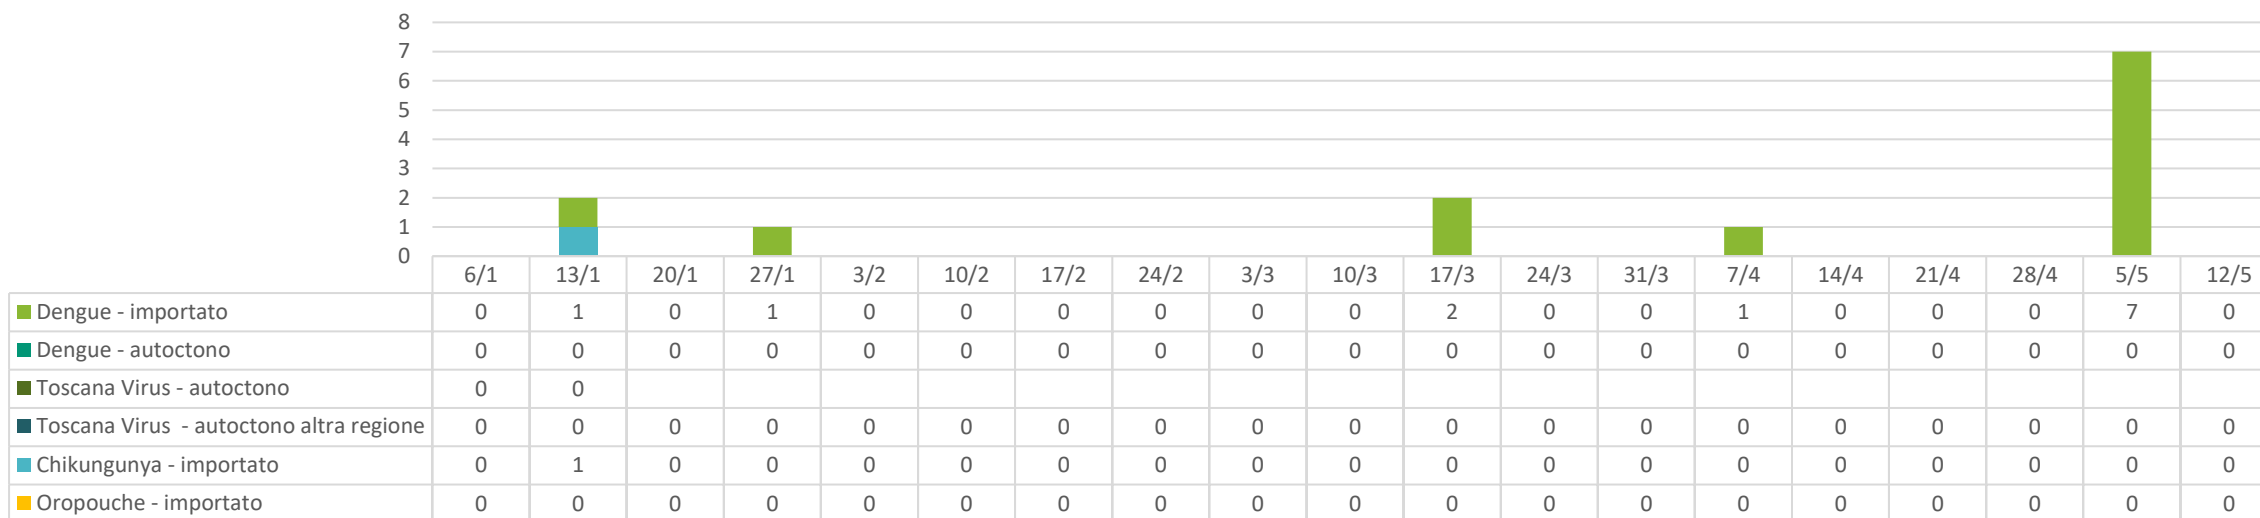 8
7
6
5
4
3
2
1
0
6/1 13/1 20/1 27/1 3/2 10/2 17/2 24/2 3/3 10/3 17/3 24/3 31/3 7/4 14/4 21/4 28/4 5/5 12/5
Dengue - importato 0 1 0 1 0 0 0 0 0 0 2 0 0 1 0 0 0 7 0
Dengue - autoctono 0 0 0 0 0 0 0 0 0 0 0 0 0 0 0 0 0 0 0
Toscana Virus - autoctono 0 0
Toscana Virus - autoctono altra regione 0 0 0 0 0 0 0 0 0 0 0 0 0 0 0 0 0 0 0
Chikungunya - importato 0 1 0 0 0 0 0 0 0 0 0 0 0 0 0 0 0 0 0
Oropouche - importato 0 0 0 0 0 0 0 0 0 0 0 0 0 0 0 0 0 0 0